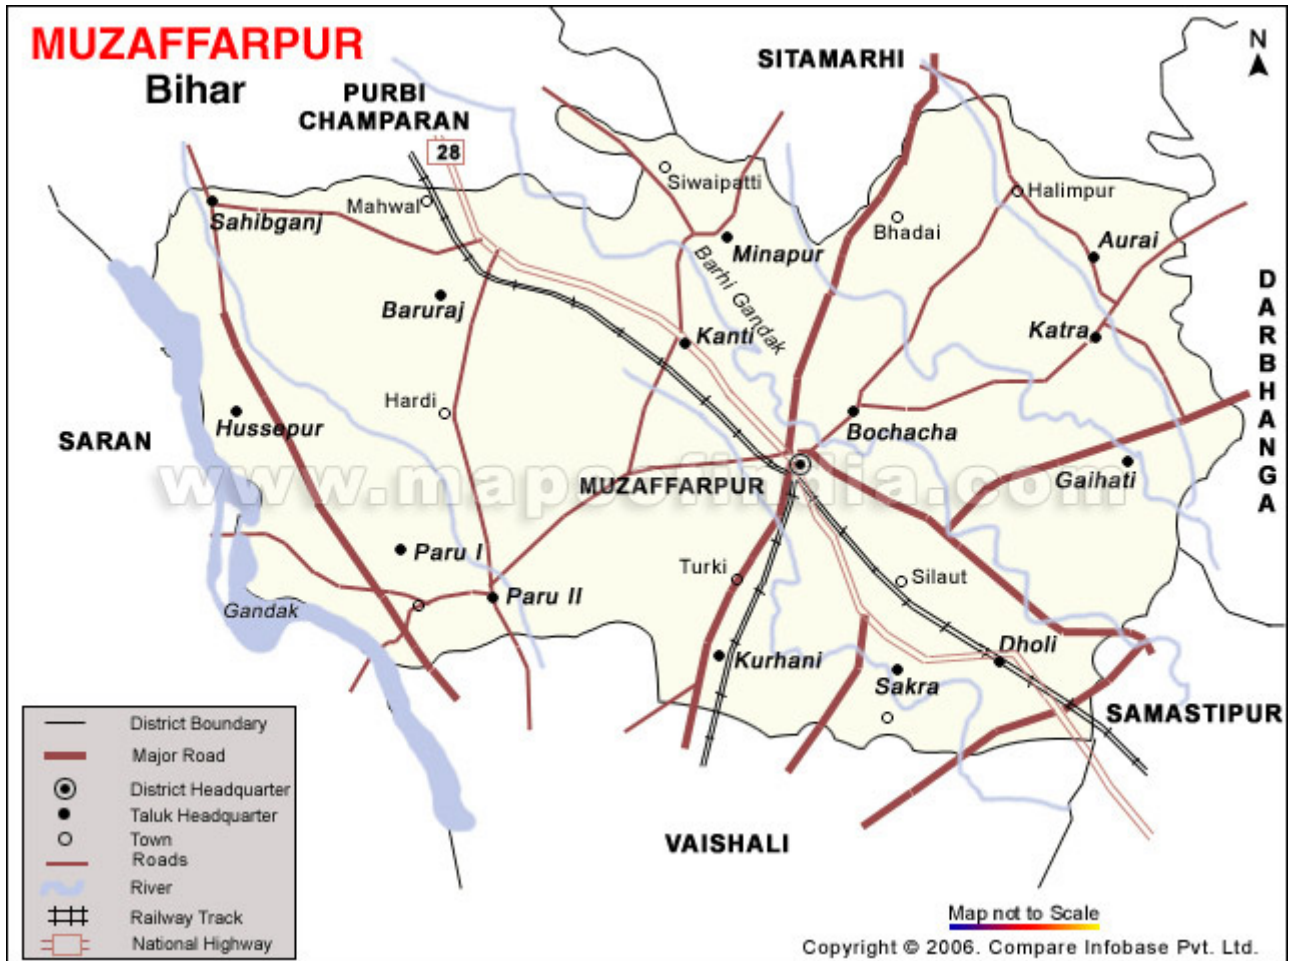 MUZAFFARPUR
Bihar
PURBI
CHAMPARAN
SITAMARHI
N
28
Siwaipatti
Halimpur
Mahwal
Sahibganj
Bhadai
Minapur
Aurai
Barhi Gandak
Baruraj
Kanti
Katra
DARBHANGA
Hardi
Hussepur
Bochacha
SARAN
Gaihati
www.mapsofindia.com
MUZAFFARPUR
Paru I
Turki
Silaut
Paru II
Gandak
Kurhani
Dholi
Sakra
SAMASTIPUR
VAISHALI
District Boundary
Major Road
District Headquarter
Taluk Headquarter
Town
Roads
River
Railway Track
National Highway
Map not to Scale
Copyright © 2006. Compare Infobase Pvt. Ltd.